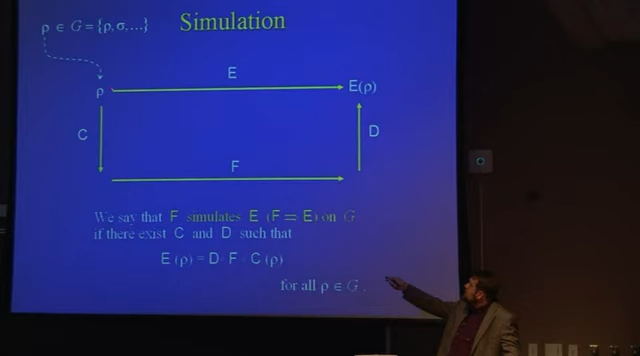 Simulation
ρ ∈ G = {ρ, σ, ...}
E
ρ E(ρ)
C D
F
We say that F simulates E (F ⇒ E) on G
if there exist C and D such that
E (ρ) = D · F · C (ρ)
for all ρ ∈ G.